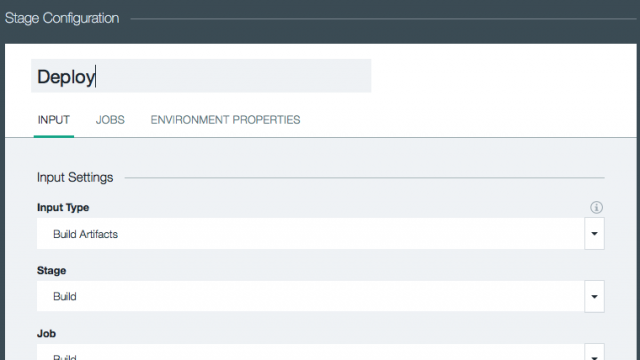 Stage Configuration
Deploy
INPUT JOBS ENVIRONMENT PROPERTIES
Input Settings
Input Type
Build Artifacts
Stage
Build
Job
Build